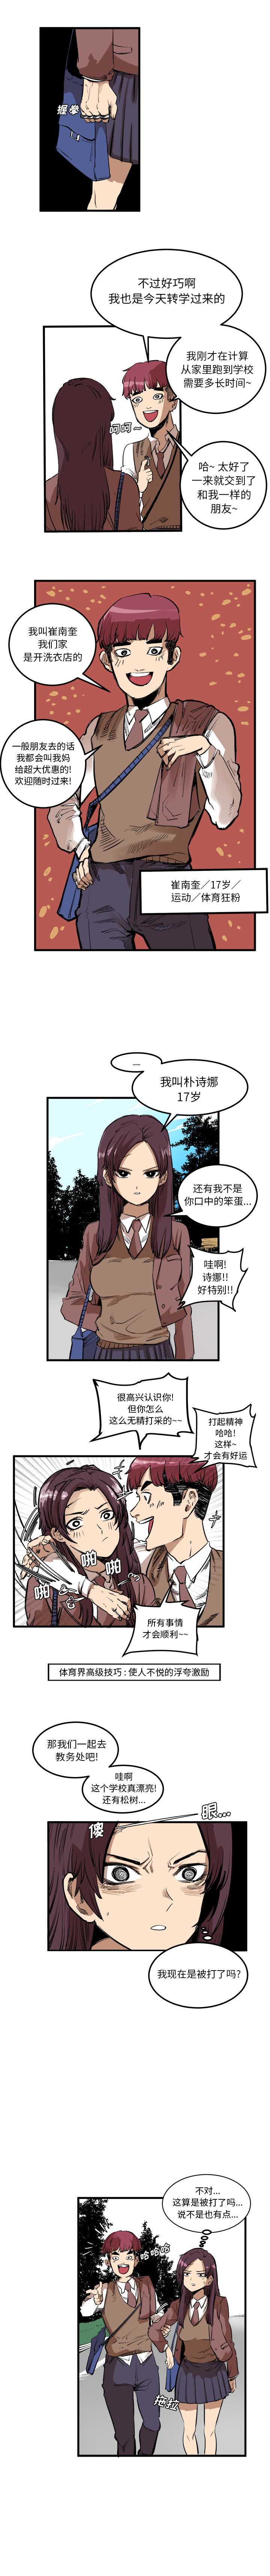 握拳
不过好巧啊
我也是今天转学过来的
我刚才在计算
从家里跑到学校
需要多长时间~
呵呵~
哈~ 太好了
一来就交到了
和我一样的
朋友~
我叫崔南奎
我们家
是开洗衣店的
一般朋友去的话
我都会叫我妈
给超大优惠的!
欢迎随时过来!
崔南奎／17岁／
运动／体育狂粉
...
我叫朴诗娜
17岁
还有我不是
你口中的笨蛋...
哇啊!
诗娜!!
好特别!!
很高兴认识你!
但你怎么
这么无精打采的~~
打起精神
哈哈!
这样~
才会有好运
啪 啪 啪
所有事情
才会顺利~~
体育界高级技巧 : 使人不悦的浮夸激励
那我们一起去
教务处吧!
哇啊
这个学校真漂亮!
还有松树...
傻
眼...
我现在是被打了吗?
不对...
这算是被打了吗...
说不是也有点...
哈哈哈
拖拉